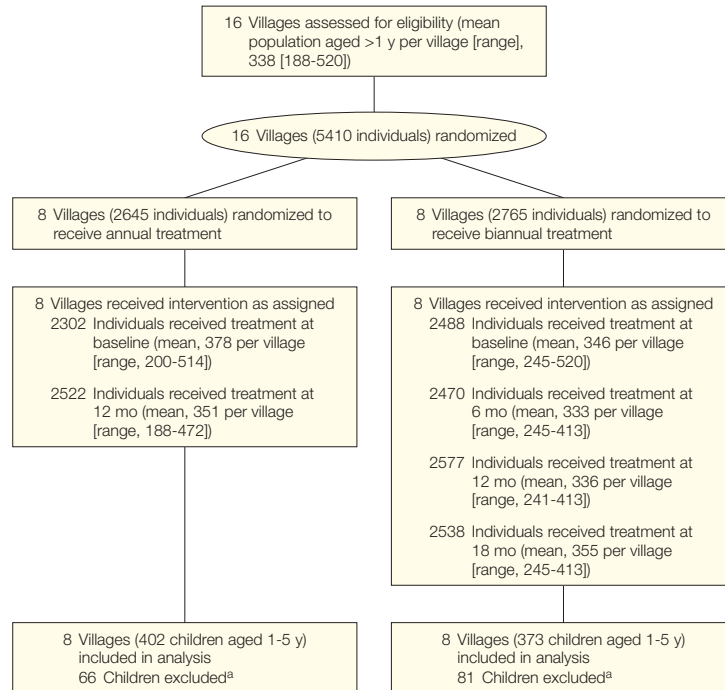 16 Villages assessed for eligibility (mean
population aged >1 y per village [range],
338 [188-520])
16 Villages (5410 individuals) randomized
8 Villages (2645 individuals) randomized to
receive annual treatment
8 Villages (2765 individuals) randomized to
receive biannual treatment
8 Villages received intervention as assigned
2302 Individuals received treatment at
baseline (mean, 378 per village
[range, 200-514])
2522 Individuals received treatment at
12 mo (mean, 351 per village
[range, 188-472])
8 Villages received intervention as assigned
2488 Individuals received treatment at
baseline (mean, 346 per village
[range, 245-520])
2470 Individuals received treatment at
6 mo (mean, 333 per village
[range, 245-413])
2577 Individuals received treatment at
12 mo (mean, 336 per village
[range, 241-413])
2538 Individuals received treatment at
18 mo (mean, 355 per village
[range, 245-413])
8 Villages (402 children aged 1-5 y)
included in analysis
66 Children excludedᵃ
8 Villages (373 children aged 1-5 y)
included in analysis
81 Children excludedᵃ